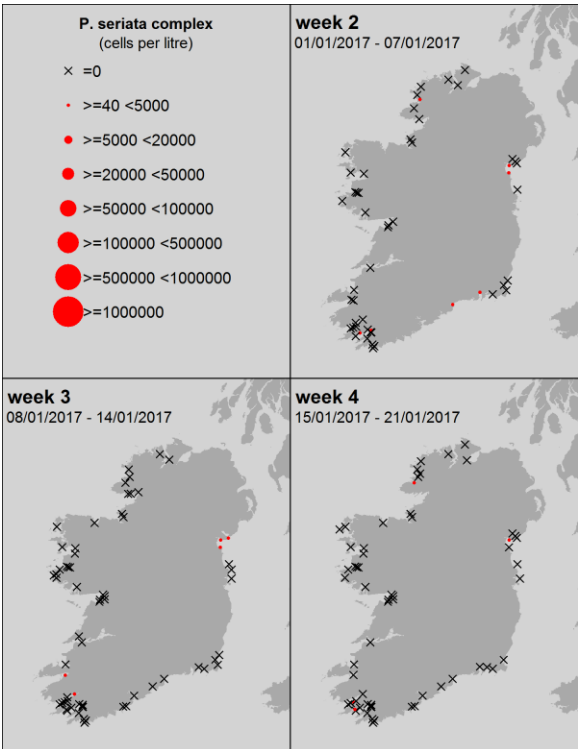 P. seriata complex
(cells per litre)
=0
>=40 <5000
>=5000 <20000
>=20000 <50000
>=50000 <100000
>=100000 <500000
>=500000 <1000000
>=1000000
week 2
01/01/2017 - 07/01/2017
week 3
08/01/2017 - 14/01/2017
week 4
15/01/2017 - 21/01/2017